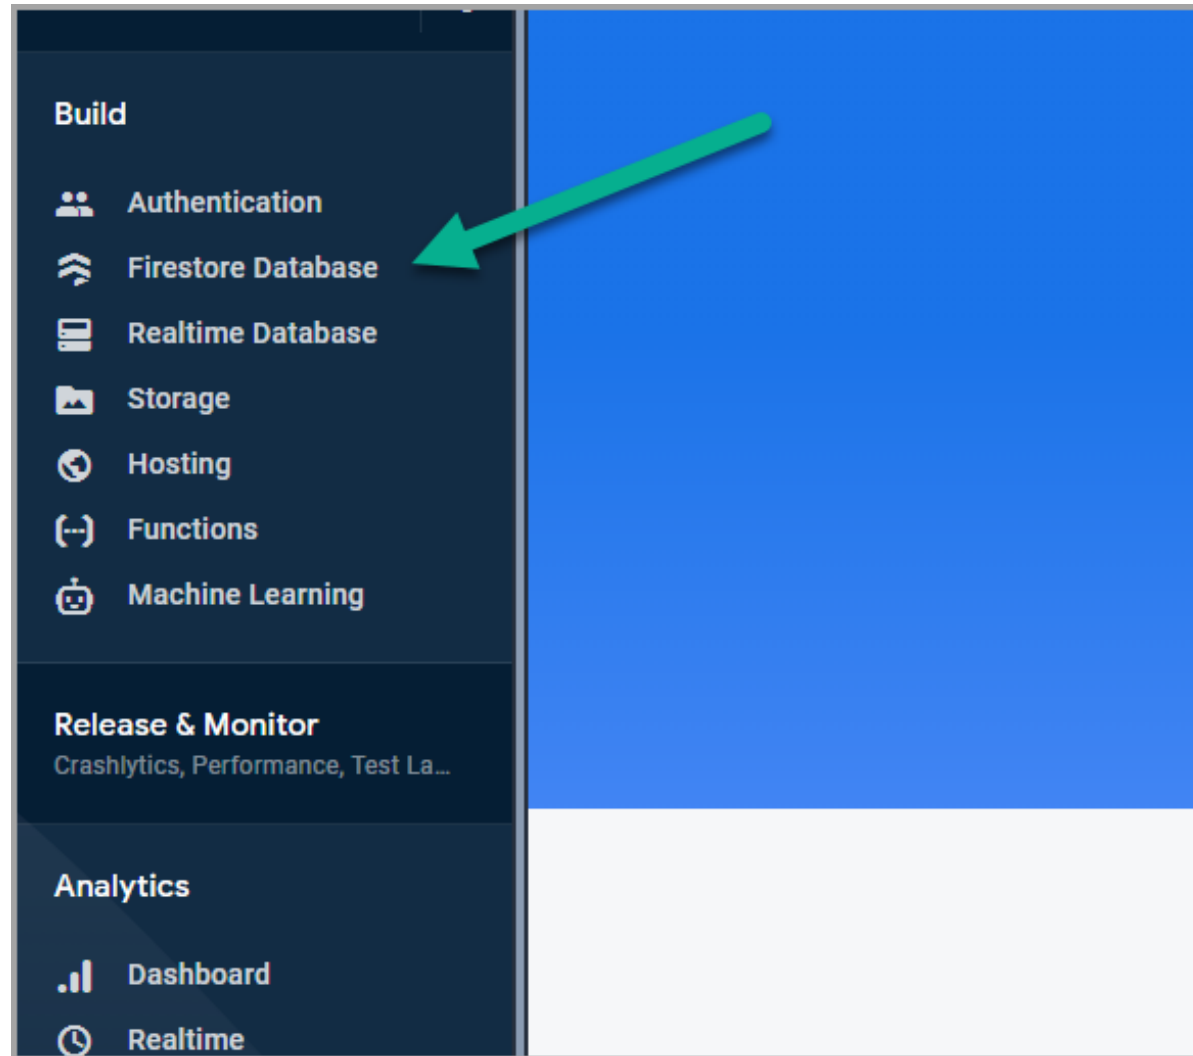 Build
Authentication
Firestore Database
Realtime Database
Storage
Hosting
Functions
Machine Learning
Release & Monitor
Crashlytics, Performance, Test La...
Analytics
Dashboard
Realtime